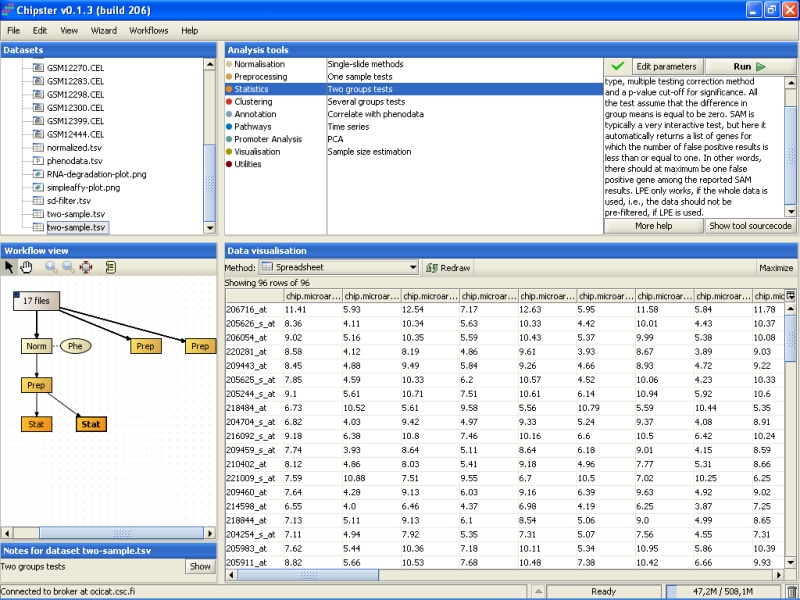 Chipster v0.1.3 (build 206)
File Edit View Wizard Workflows Help
Datasets
GSM12270.CEL
GSM12283.CEL
GSM12298.CEL
GSM12300.CEL
GSM12399.CEL
GSM12444.CEL
normalized.tsv
phenodata.tsv
RNA-degradation-plot.png
simpleaffy-plot.png
sd-filter.tsv
two-sample.tsv
two-sample.tsv
Analysis tools
Normalisation
Preprocessing
Statistics
Clustering
Annotation
Pathways
Promoter Analysis
Visualisation
Utilities
Single-slide methods
One sample tests
Two groups tests
Several groups tests
Correlate with phenodata
Time series
PCA
Sample size estimation
Edit parameters Run
type, multiple testing correction method
and a p-value cut-off for significance. All
the test assume that the difference in
group means is equal to be zero. SAM is
typically a very interactive test, but here it
automatically returns a list of genes for
which the number of false positive results is
less than or equal to one. In other words,
there should at maximum be one false
positive gene among the reported SAM
results. LPE only works, if the whole data is
used, i.e., the data should not be
pre-filtered, if LPE is used.
More help Show tool sourcecode
Workflow view
17 files
Norm Phe Prep Prep
Prep
Stat Stat
Notes for dataset two-sample.tsv
Two groups tests Show
Data visualisation
Method: Spreadsheet Redraw Maximize
Showing 96 rows of 96
chip.microar... chip.microar... chip.microar... chip.microar... chip.microar... chip.microar... chip.microar... chip.microar... chip.mic
206716_at 11.41 5.93 12.54 7.17 12.63 5.95 11.58 5.84 11.78
205626_s_at 8.36 4.11 10.34 5.63 10.33 4.42 10.01 4.43 10.37
206054_at 9.02 5.16 10.35 5.59 10.43 5.37 9.99 5.38 10.08
220281_at 8.58 4.12 8.19 4.86 9.61 3.93 8.67 3.89 9.03
209443_at 8.45 4.88 9.49 5.84 9.26 4.66 8.93 4.72 9.22
205625_s_at 7.85 4.59 10.33 6.2 10.57 4.52 10.06 4.23 10.33
205244_s_at 9.1 5.61 10.71 7.51 10.61 6.14 10.94 5.92 10.6
218484_at 6.73 10.52 5.61 9.58 5.56 10.79 5.59 10.44 5.35
204704_s_at 6.82 4.03 9.42 4.97 9.33 5.24 9.37 4.08 8.91
216092_s_at 9.18 6.38 10.8 7.46 10.16 6.6 10.5 6.42 10.24
209459_s_at 7.74 3.93 8.64 5.11 8.64 6.18 9.01 4.15 8.59
210402_at 8.12 4.86 8.03 5.41 9.18 4.96 7.77 5.31 8.66
221009_s_at 7.59 10.88 7.51 9.55 6.7 10.5 7.02 10.25 6.25
209460_at 7.64 4.28 9.13 6.03 9.16 6.39 9.63 4.92 9.02
214598_at 6.55 4.0 6.46 4.37 6.98 4.19 6.25 3.87 7.25
218844_at 7.13 5.11 9.13 6.1 8.54 5.06 9.0 4.99 8.65
204254_s_at 7.11 4.94 7.92 5.35 7.31 5.07 7.56 4.55 7.31
205983_at 7.62 5.44 10.36 7.18 10.11 5.34 10.95 5.86 10.39
205911_at 8.82 5.66 10.53 7.68 10.48 7.38 10.42 6.66 9.93
Connected to broker at ocicat.csc.fi Ready 47,2M / 508,1M